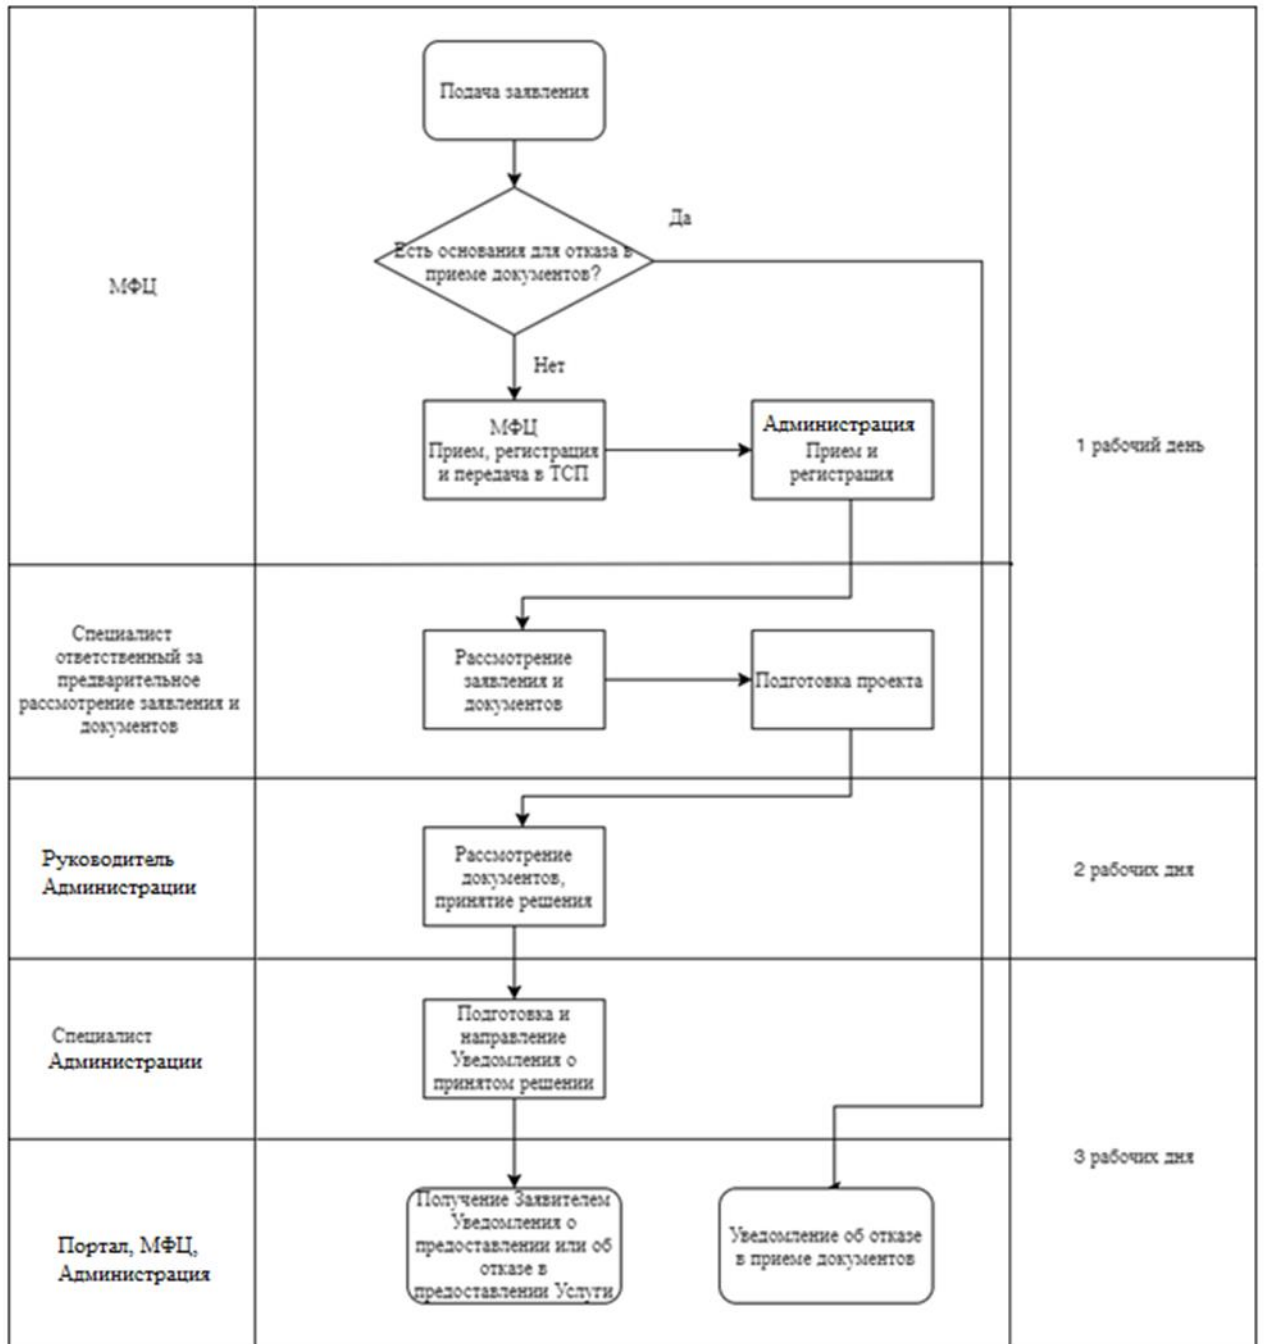 Подача заявления
Да
Есть основания для отказа в
приеме документов?
МФЦ
Нет
МФЦ
Прием, регистрация
и передача в ТСП
Администрация
Прием и
регистрация
1 рабочий день
Специалист
ответственный за
предварительное
рассмотрение заявления и
документов
Рассмотрение
заявления и
документов
Подготовка проекта
Руководитель
Администрации
Рассмотрение
документов,
принятие решения
2 рабочих дня
Специалист
Администрации
Подготовка и
направление
Уведомления о
принятом решении
3 рабочих дня
Портал, МФЦ,
Администрация
Получение Заявителем
Уведомления о
предоставлении или об
отказе в
предоставлении Услуги
Уведомление об отказе
в приеме документов